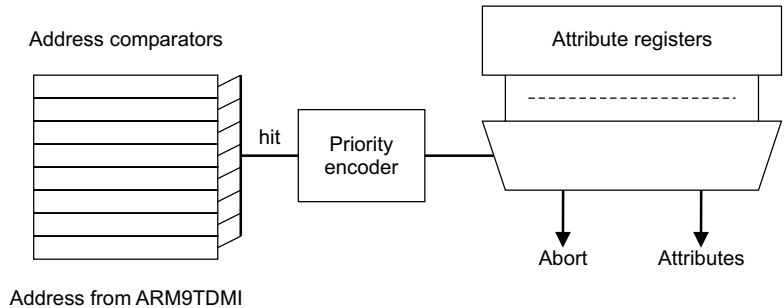 Address comparators
Attribute registers
hit
Priority
encoder
Abort
Attributes
Address from ARM9TDMI